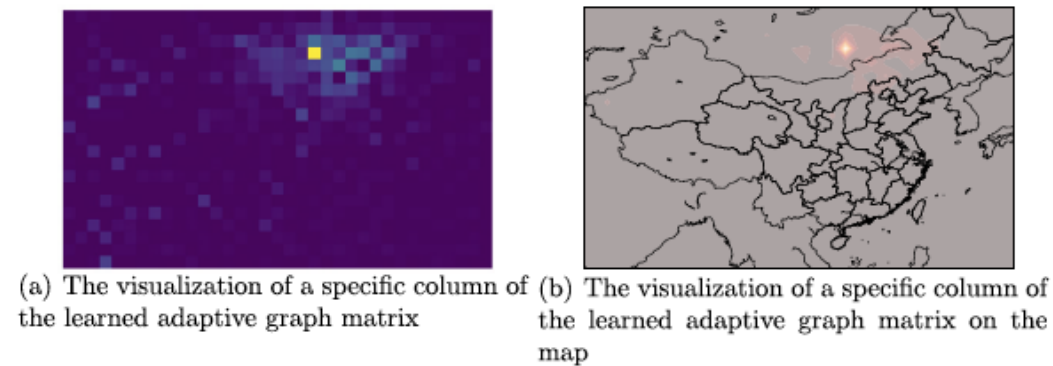 (a) The visualization of a specific column of
the learned adaptive graph matrix
(b) The visualization of a specific column of
the learned adaptive graph matrix on the
map